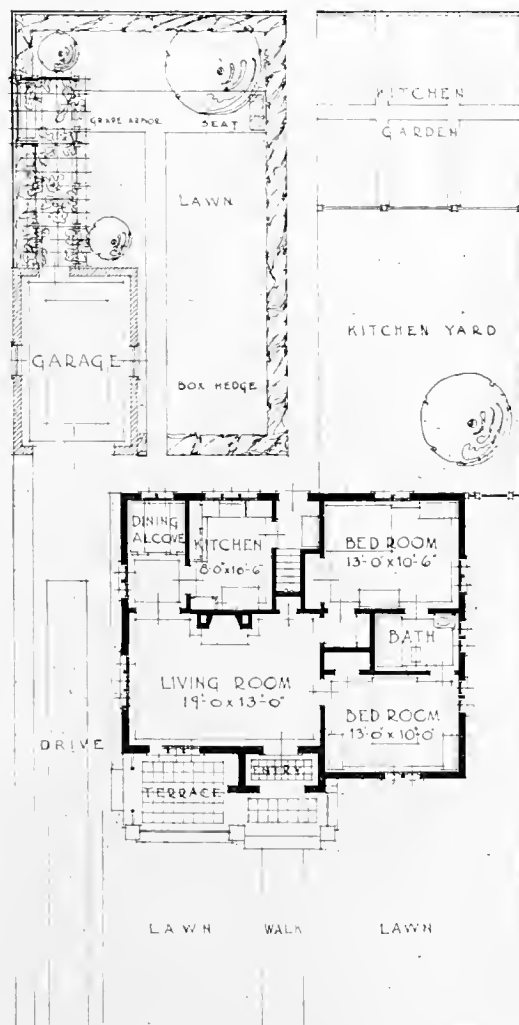 KITCHEN
GARDEN
GRAPE ARBOR
SEAT
LAWN
KITCHEN YARD
GARAGE
BOX HEDGE
DINING
ALCOVE
KITCHEN
8'-0"x10'-6"
BED ROOM
13'-0"x10'-6"
BATH
LIVING ROOM
19'-0x13'-0"
BED ROOM
13'-0"x10'-0"
DRIVE
ENTRY
TERRACE
LAWN
WALK
LAWN